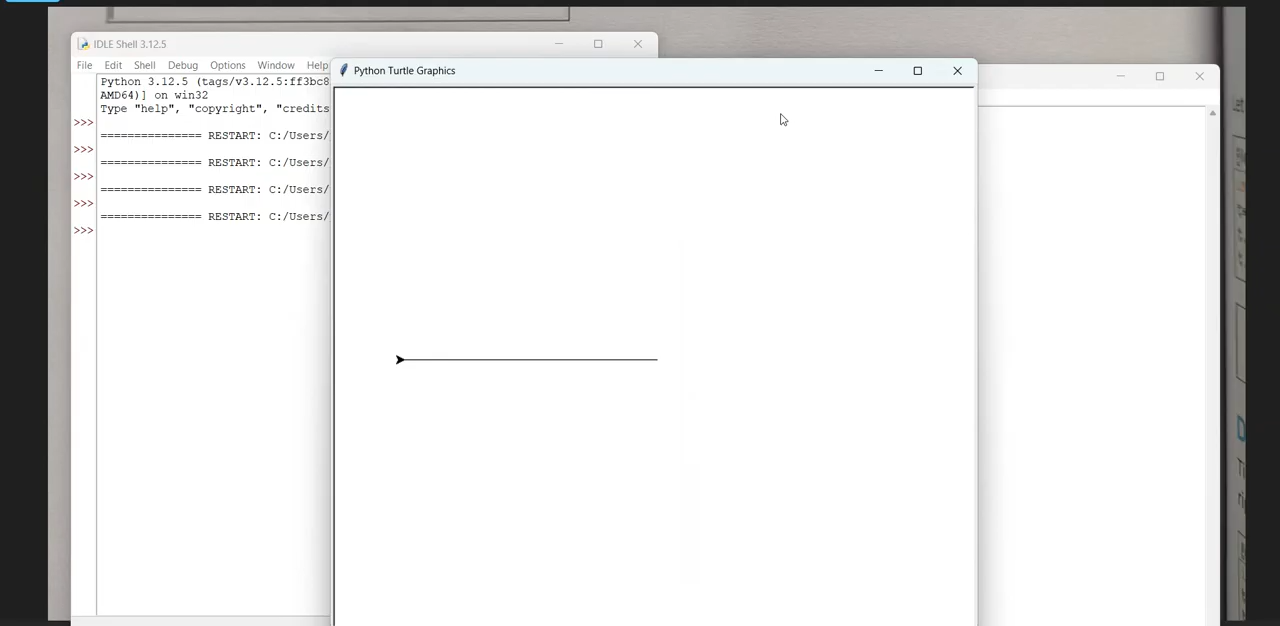 IDLE Shell 3.12.5
File Edit Shell Debug Options Window Help
Python 3.12.5 (tags/v3.12.5:ff3bc8
AMD64)] on win32
Type "help", "copyright", "credits
>>>
=============== RESTART: C:/Users/
>>>
=============== RESTART: C:/Users/
>>>
=============== RESTART: C:/Users/
>>>
=============== RESTART: C:/Users/
>>>
Python Turtle Graphics